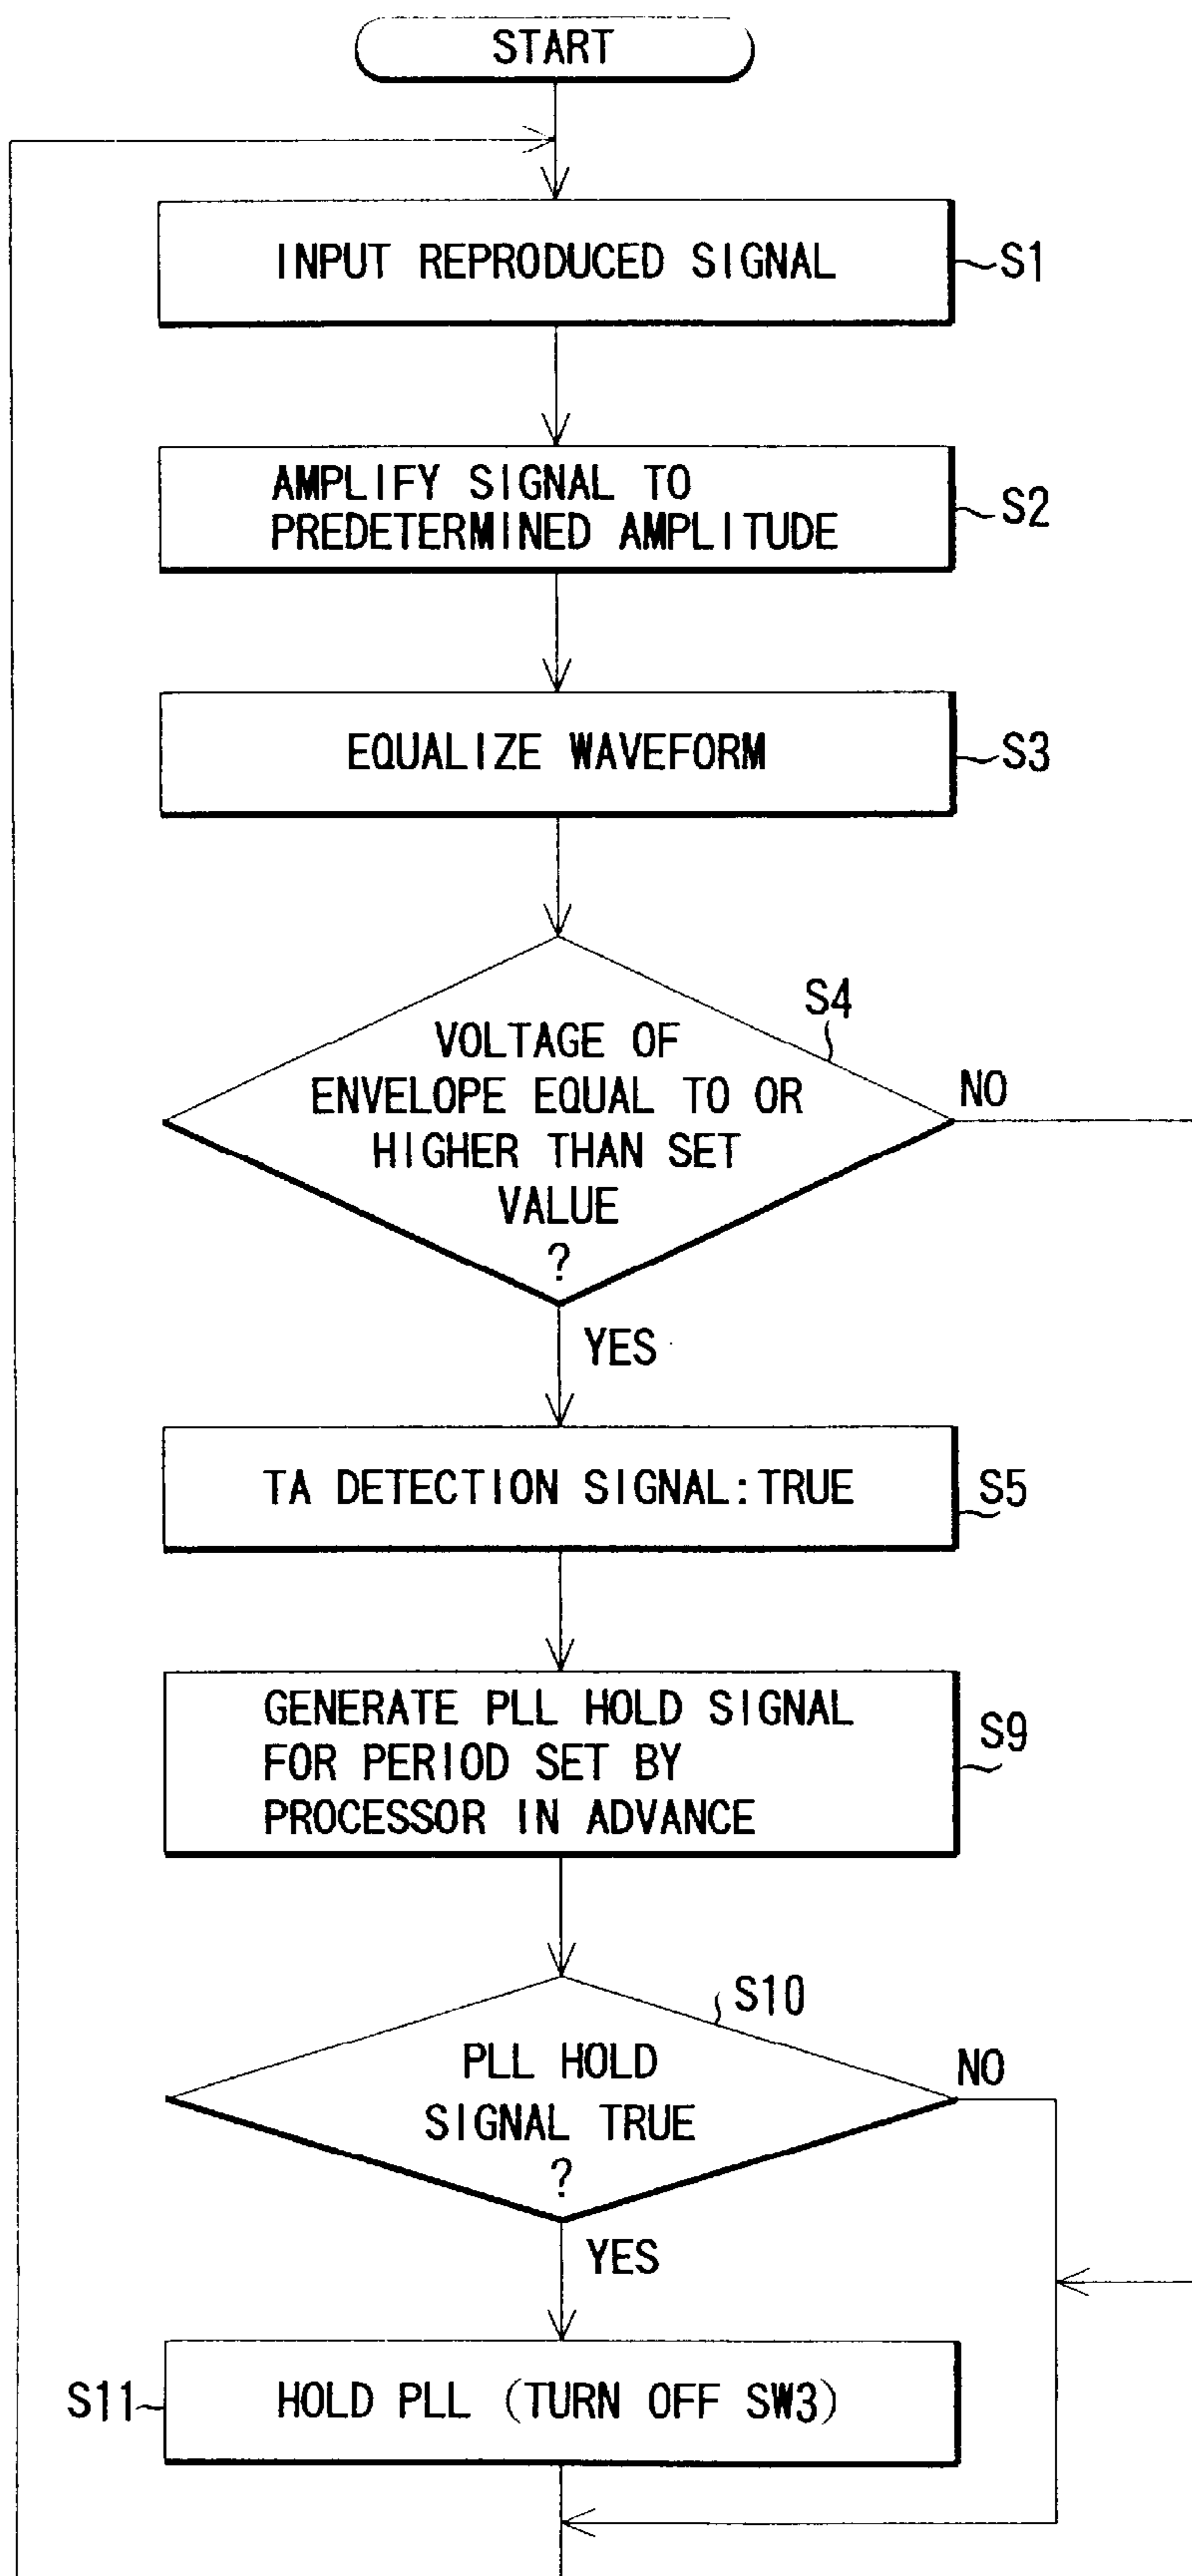 START
INPUT REPRODUCED SIGNAL
S1
AMPLIFY SIGNAL TO
PREDETERMINED AMPLITUDE
S2
EQUALIZE WAVEFORM
S3
S4
VOLTAGE OF
ENVELOPE EQUAL TO OR
HIGHER THAN SET
VALUE
?
NO
YES
TA DETECTION SIGNAL:TRUE
S5
GENERATE PLL HOLD SIGNAL
FOR PERIOD SET BY
PROCESSOR IN ADVANCE
S9
S10
PLL HOLD
SIGNAL TRUE
?
NO
YES
S11
HOLD PLL (TURN OFF SW3)